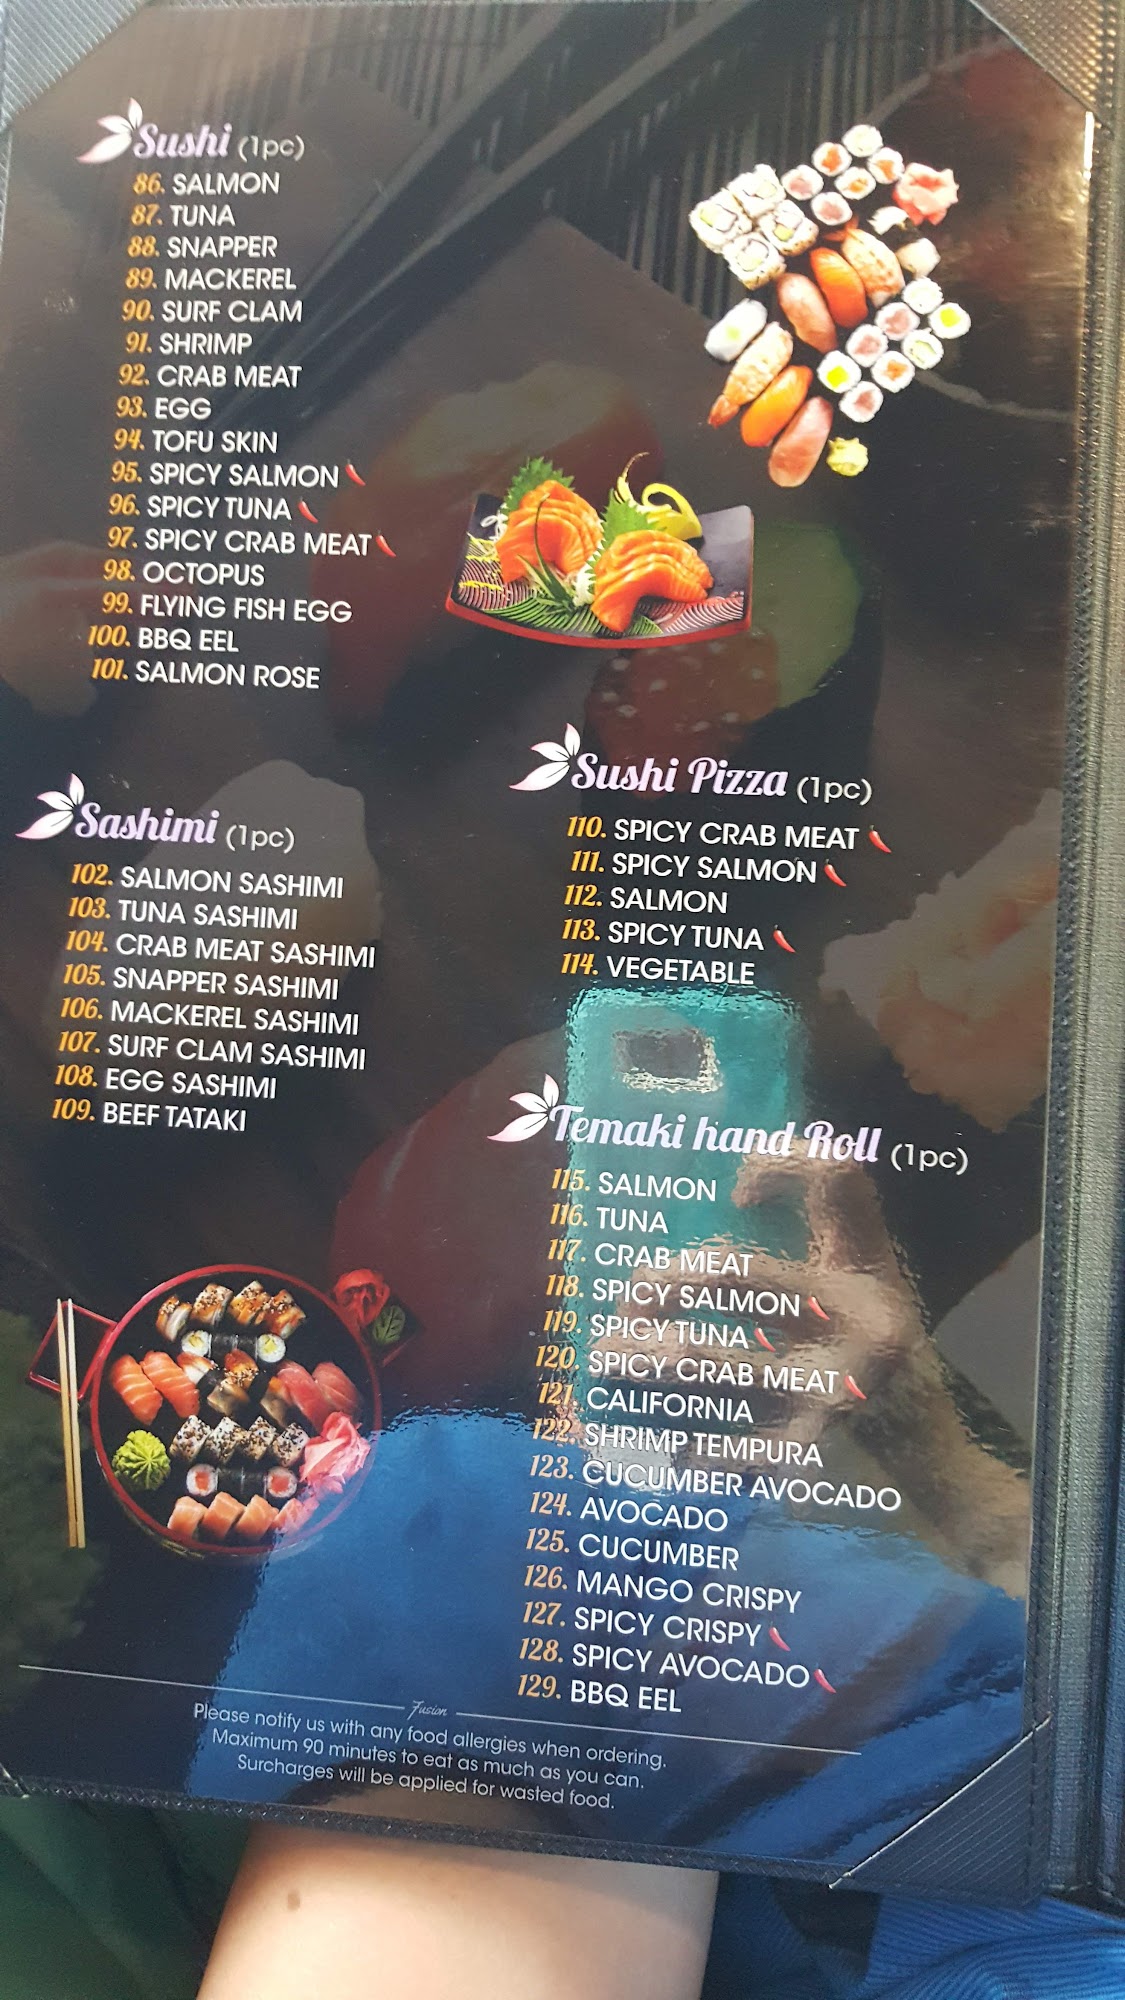 Sushi (1pc)
86. SALMON
87. TUNA
88. SNAPPER
89. MACKEREL
90. SURF CLAM
91. SHRIMP
92. CRAB MEAT
93. EGG
94. TOFU SKIN
95. SPICY SALMON
96. SPICY TUNA
97. SPICY CRAB MEAT
98. OCTOPUS
99. FLYING FISH EGG
100. BBQ EEL
101. SALMON ROSE
Sashimi (1pc)
102. SALMON SASHIMI
103. TUNA SASHIMI
104. CRAB MEAT SASHIMI
105. SNAPPER SASHIMI
106. MACKEREL SASHIMI
107. SURF CLAM SASHIMI
108. EGG SASHIMI
109. BEEF TATAKI
Sushi Pizza (1pc)
110. SPICY CRAB MEAT
111. SPICY SALMON
112. SALMON
113. SPICY TUNA
114. VEGETABLE
Temaki hand Roll (1pc)
115. SALMON
116. TUNA
117. CRAB MEAT
118. SPICY SALMON
119. SPICY TUNA
120. SPICY CRAB MEAT
121. CALIFORNIA
122. SHRIMP TEMPURA
123. CUCUMBER AVOCADO
124. AVOCADO
125. CUCUMBER
126. MANGO CRISPY
127. SPICY CRISPY
128. SPICY AVOCADO
129. BBQ EEL
Fusion
Please notify us with any food allergies when ordering.
Maximum 90 minutes to eat as much as you can.
Surcharges will be applied for wasted food.